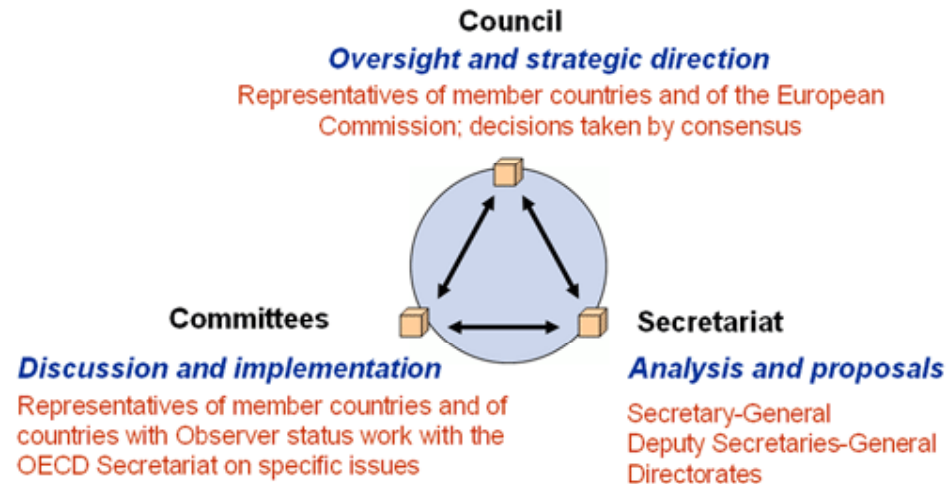 Council
Oversight and strategic direction
Representatives of member countries and of the European
Commission; decisions taken by consensus
Committees
Discussion and implementation
Representatives of member countries and of
countries with Observer status work with the
OECD Secretariat on specific issues
Secretariat
Analysis and proposals
Secretary-General
Deputy Secretaries-General
Directorates